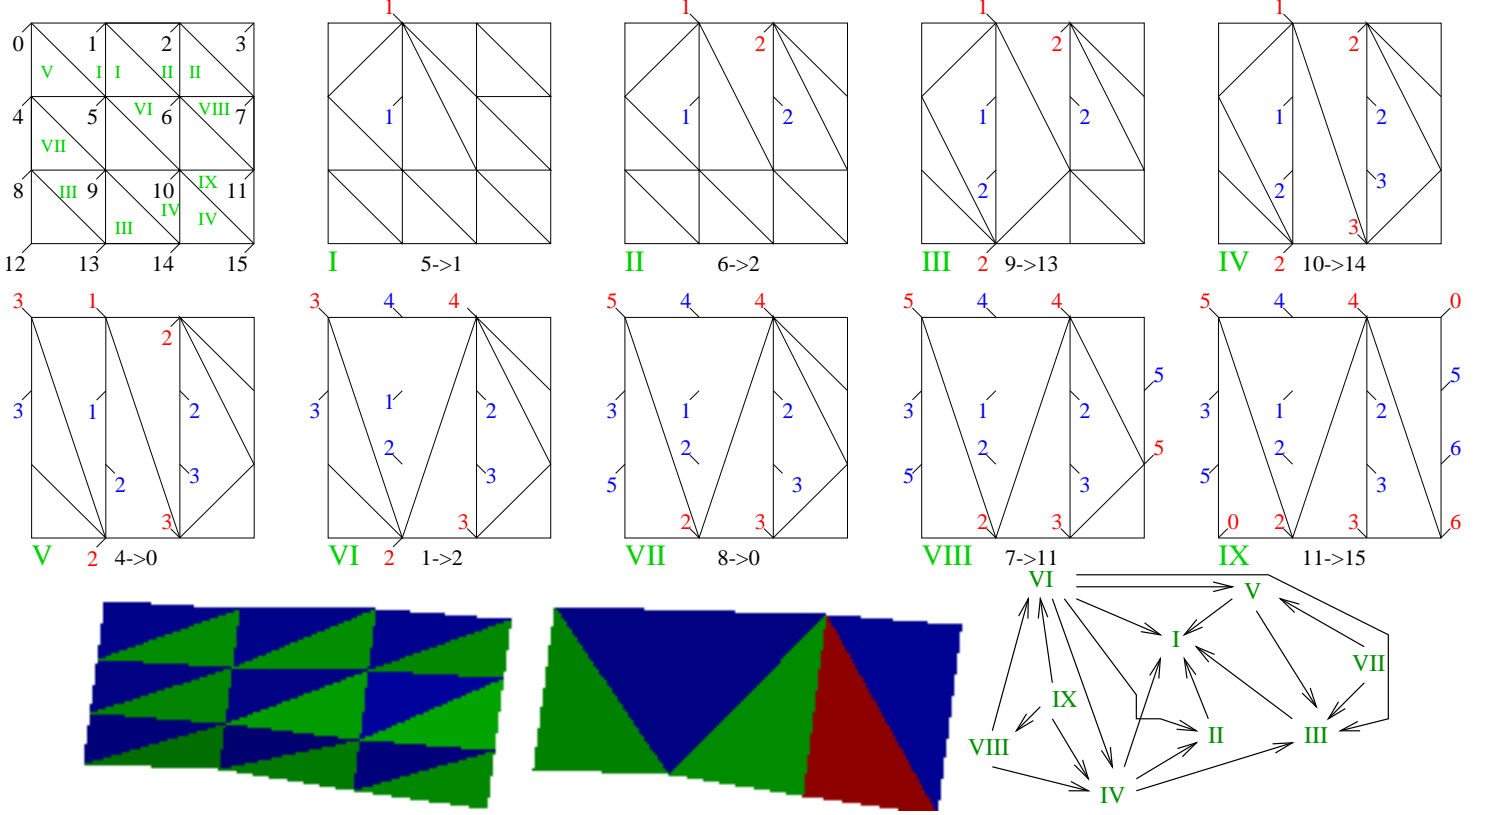 1 1 1 1
0 1 2 3 2 2 2
V I I II II
4 5 VI 6 VIII 7 1 1 2 1 2 1 2
VII
8 III 9 10 IX 11 2 2 3
III IV IV 3
12 13 14 15 I 5->1 II 6->2 III 2 9->13 IV 2 10->14
3 1 3 4 4 5 4 4 5 4 4 5 4 4 0
2 5 5
3 1 2 3 1 2 3 1 2 3 1 2 3 1 2
2 2 2 5 2 6
2 3 3 5 3 5 3 5 3
3 3 2 3 2 3 0 2 3 6
V 2 4->0 VI 2 1->2 VII 8->0 VIII 7->11 IX 11->15
VI V
I
VII
IX
VIII II III
IV